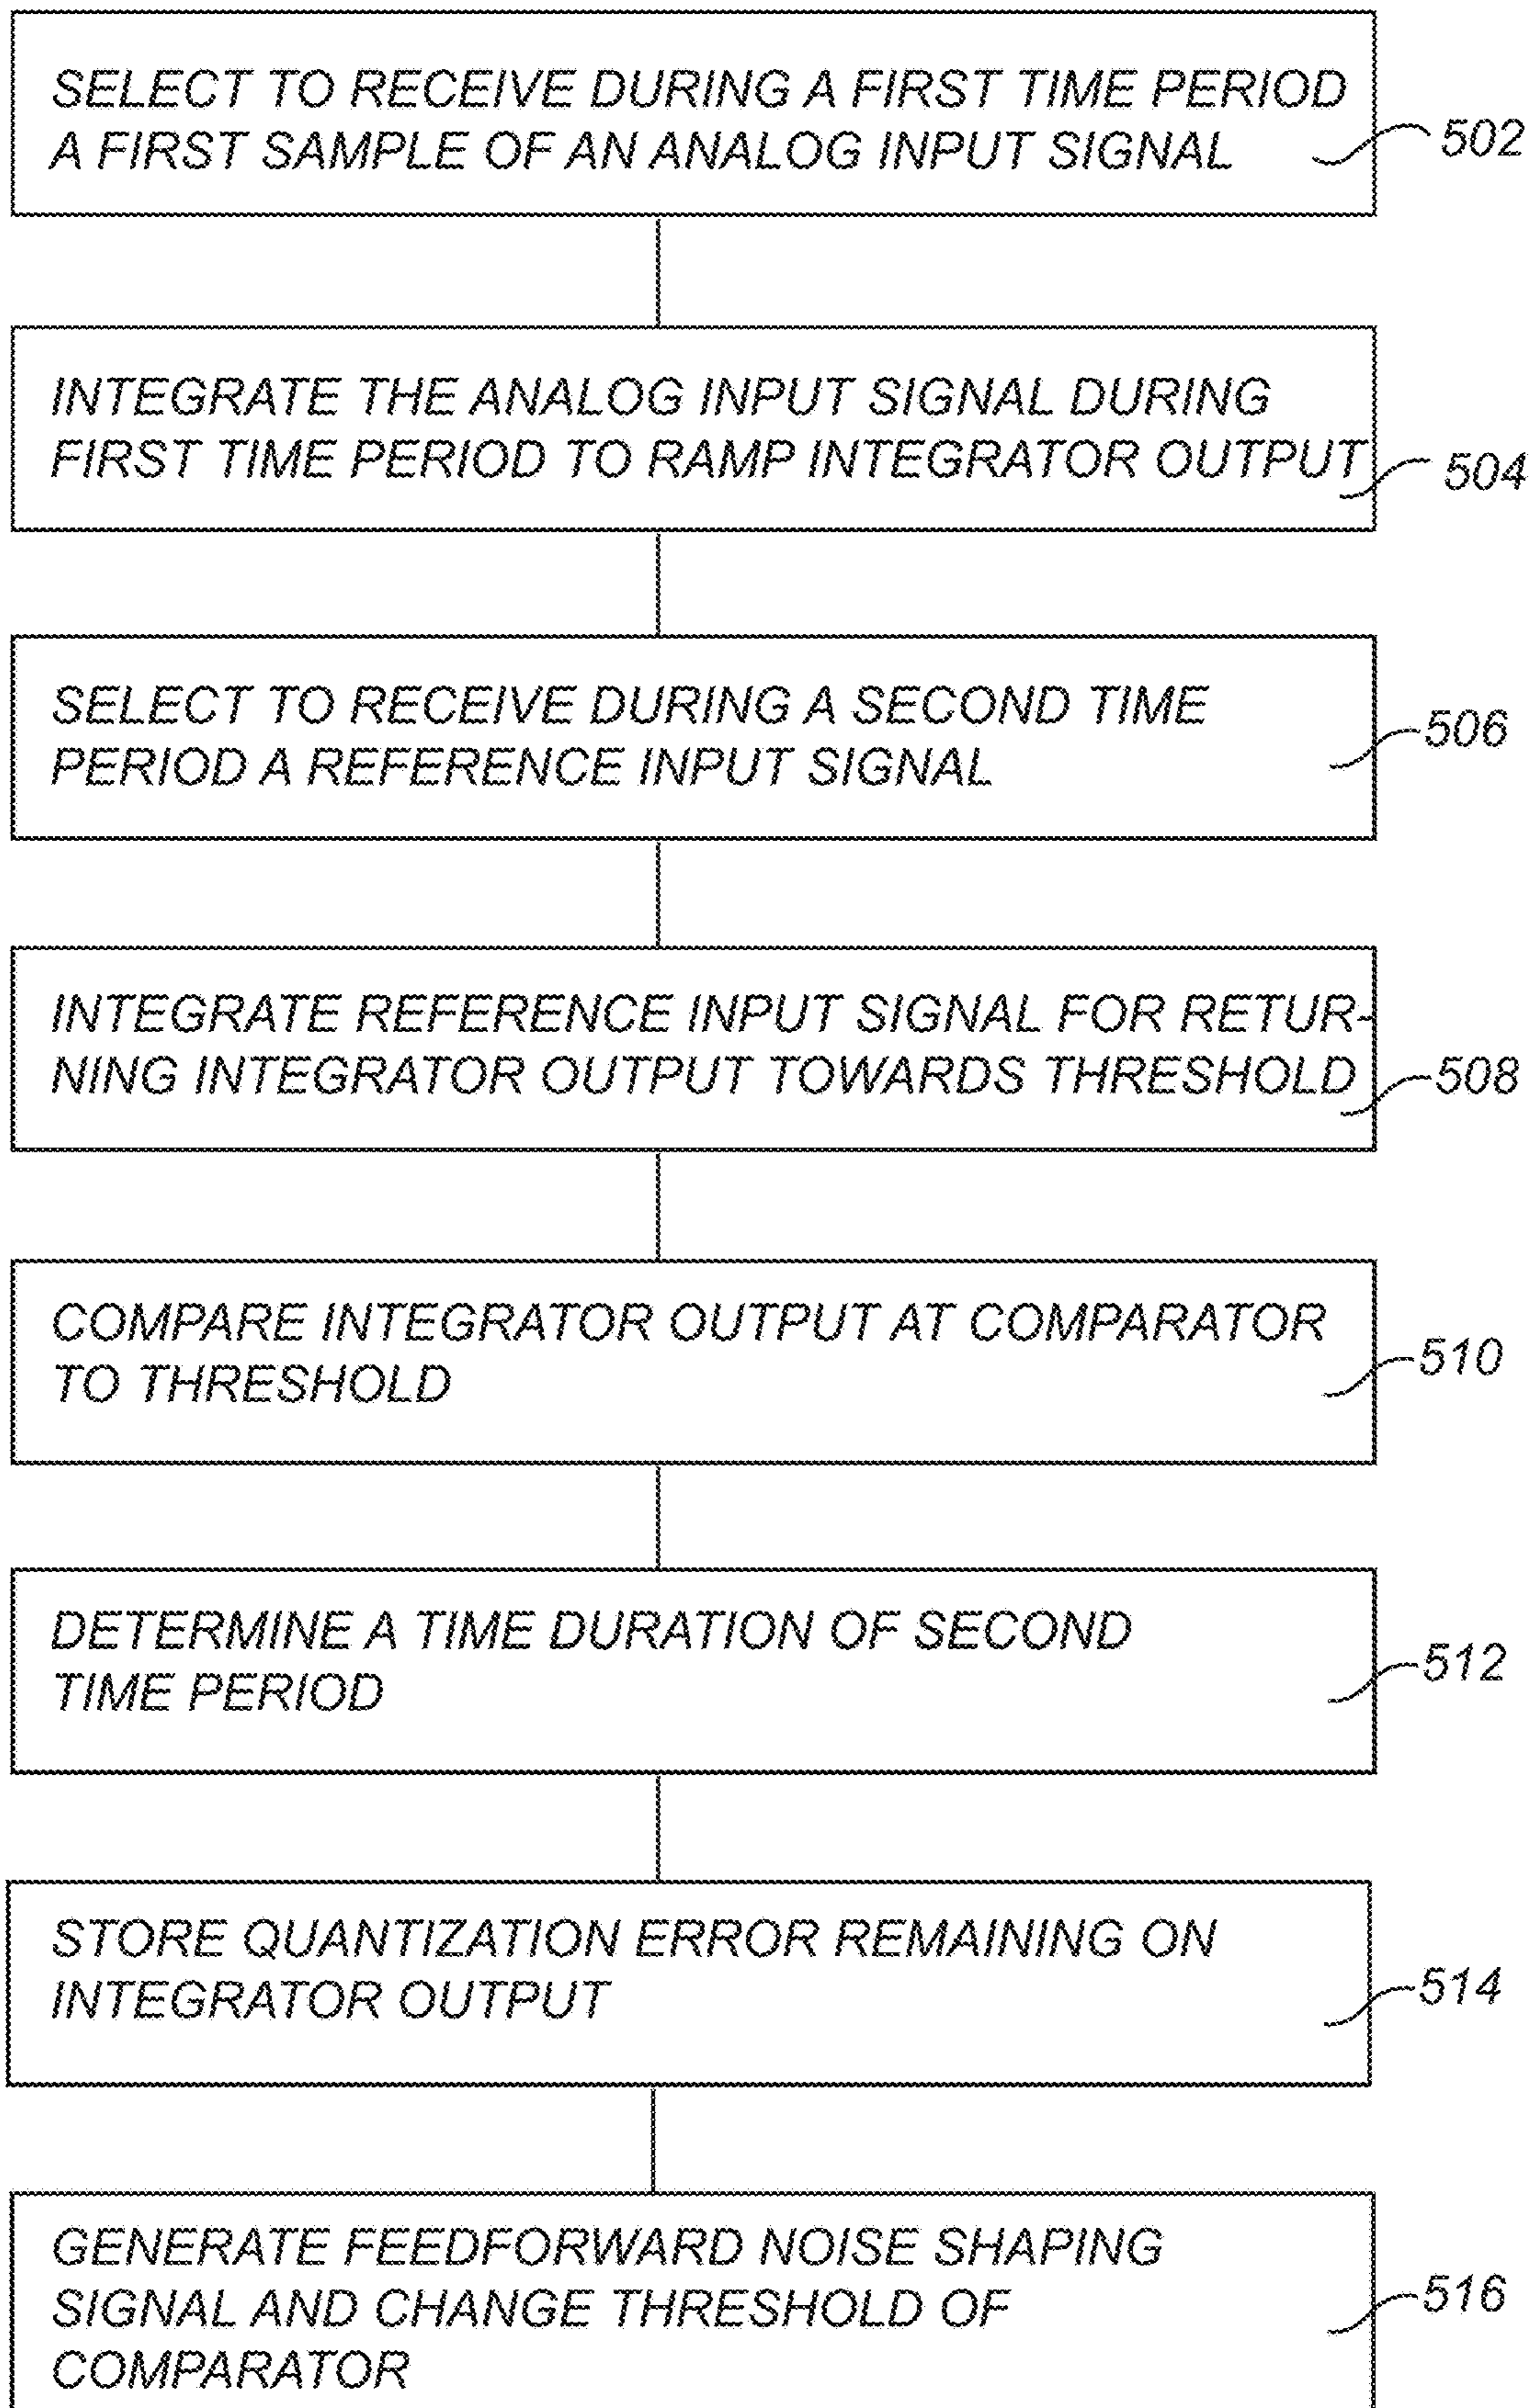 SELECT TO RECEIVE DURING A FIRST TIME PERIOD
A FIRST SAMPLE OF AN ANALOG INPUT SIGNAL
502
INTEGRATE THE ANALOG INPUT SIGNAL DURING
FIRST TIME PERIOD TO RAMP INTEGRATOR OUTPUT
504
SELECT TO RECEIVE DURING A SECOND TIME
PERIOD A REFERENCE INPUT SIGNAL
506
INTEGRATE REFERENCE INPUT SIGNAL FOR RETUR-
NING INTEGRATOR OUTPUT TOWARDS THRESHOLD
508
COMPARE INTEGRATOR OUTPUT AT COMPARATOR
TO THRESHOLD
510
DETERMINE A TIME DURATION OF SECOND
TIME PERIOD
512
STORE QUANTIZATION ERROR REMAINING ON
INTEGRATOR OUTPUT
514
GENERATE FEEDFORWARD NOISE SHAPING
SIGNAL AND CHANGE THRESHOLD OF
COMPARATOR
516